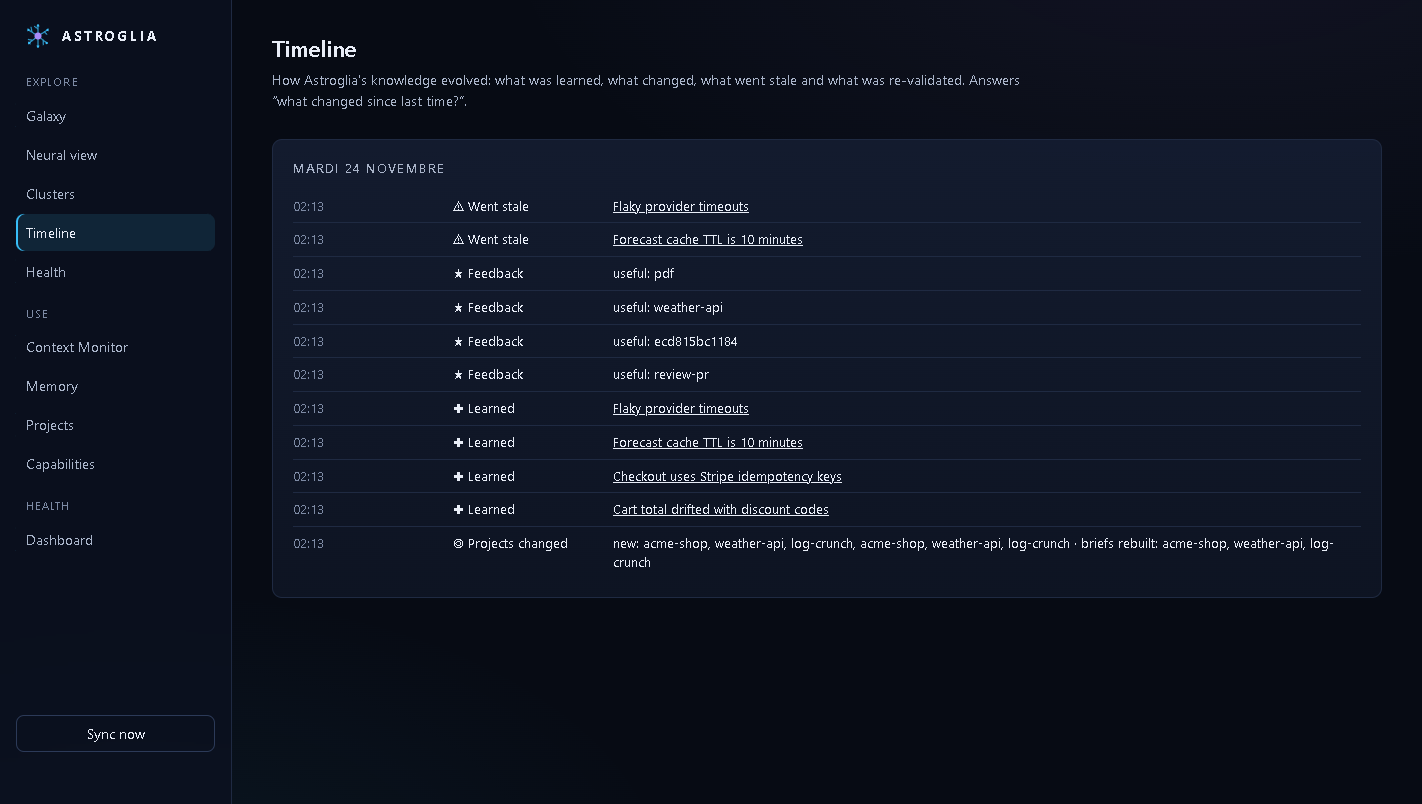 ASTROGLIA
EXPLORE
Galaxy
Neural view
Clusters
Timeline
Health
USE
Context Monitor
Memory
Projects
Capabilities
HEALTH
Dashboard
Sync now
Timeline
How Astroglia's knowledge evolved: what was learned, what changed, what went stale and what was re-validated. Answers
"what changed since last time?".
MARDI 24 NOVEMBRE
02:13 ⚠ Went stale Flaky provider timeouts
02:13 ⚠ Went stale Forecast cache TTL is 10 minutes
02:13 ★ Feedback useful: pdf
02:13 ★ Feedback useful: weather-api
02:13 ★ Feedback useful: ecd815bc1184
02:13 ★ Feedback useful: review-pr
02:13 ✚ Learned Flaky provider timeouts
02:13 ✚ Learned Forecast cache TTL is 10 minutes
02:13 ✚ Learned Checkout uses Stripe idempotency keys
02:13 ✚ Learned Cart total drifted with discount codes
02:13 ◎ Projects changed new: acme-shop, weather-api, log-crunch, acme-shop, weather-api, log-crunch · briefs rebuilt: acme-shop, weather-api, log-
crunch